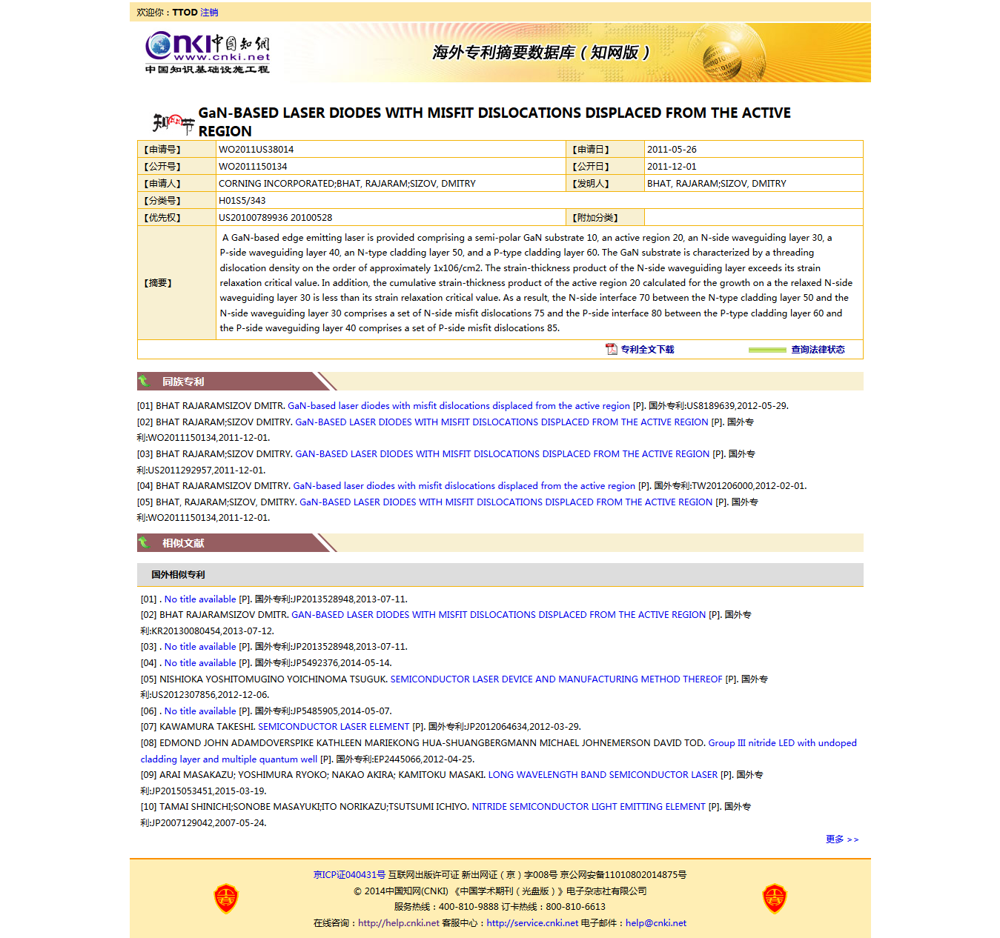 欢迎你：TTOD 注销
Cnki 中国知网
www.cnki.net
中国知识基础设施工程
海外专利摘要数据库（知网版）
知网节 GaN-BASED LASER DIODES WITH MISFIT DISLOCATIONS DISPLACED FROM THE ACTIVE
REGION
【申请号】 WO2011US38014 【申请日】 2011-05-26
【公开号】 WO2011150134 【公开日】 2011-12-01
【申请人】 CORNING INCORPORATED;BHAT, RAJARAM;SIZOV, DMITRY 【发明人】 BHAT, RAJARAM;SIZOV, DMITRY
【分类号】 H01S5/343
【优先权】 US20100789936 20100528 【附加分类】
【摘要】 A GaN-based edge emitting laser is provided comprising a semi-polar GaN substrate 10, an active region 20, an N-side waveguiding layer 30, a
P-side waveguiding layer 40, an N-type cladding layer 50, and a P-type cladding layer 60. The GaN substrate is characterized by a threading
dislocation density on the order of approximately 1x106/cm2. The strain-thickness product of the N-side waveguiding layer exceeds its strain
relaxation critical value. In addition, the cumulative strain-thickness product of the active region 20 calculated for the growth on a the relaxed N-side
waveguiding layer 30 is less than its strain relaxation critical value. As a result, the N-side interface 70 between the N-type cladding layer 50 and the
N-side waveguiding layer 30 comprises a set of N-side misfit dislocations 75 and the P-side interface 80 between the P-type cladding layer 60 and
the P-side waveguiding layer 40 comprises a set of P-side misfit dislocations 85.
专利全文下载 查询法律状态
同族专利
[01] BHAT RAJARAMSIZOV DMITR. GaN-based laser diodes with misfit dislocations displaced from the active region [P]. 国外专利:US8189639,2012-05-29.
[02] BHAT RAJARAM;SIZOV DMITRY. GaN-BASED LASER DIODES WITH MISFIT DISLOCATIONS DISPLACED FROM THE ACTIVE REGION [P]. 国外专
利:WO2011150134,2011-12-01.
[03] BHAT RAJARAM;SIZOV DMITRY. GAN-BASED LASER DIODES WITH MISFIT DISLOCATIONS DISPLACED FROM THE ACTIVE REGION [P]. 国外专
利:US2011292957,2011-12-01.
[04] BHAT RAJARAMSIZOV DMITRY. GaN-based laser diodes with misfit dislocations displaced from the active region [P]. 国外专利:TW201206000,2012-02-01.
[05] BHAT, RAJARAM;SIZOV, DMITRY. GaN-BASED LASER DIODES WITH MISFIT DISLOCATIONS DISPLACED FROM THE ACTIVE REGION [P]. 国外专
利:WO2011150134,2011-12-01.
相似文献
国外相似专利
[01] . No title available [P]. 国外专利:JP2013528948,2013-07-11.
[02] BHAT RAJARAMSIZOV DMITR. GAN-BASED LASER DIODES WITH MISFIT DISLOCATIONS DISPLACED FROM THE ACTIVE REGION [P]. 国外专
利:KR20130080454,2013-07-12.
[03] . No title available [P]. 国外专利:JP2013528948,2013-07-11.
[04] . No title available [P]. 国外专利:JP5492376,2014-05-14.
[05] NISHIOKA YOSHITOMUGINO YOICHINOMA TSUGUK. SEMICONDUCTOR LASER DEVICE AND MANUFACTURING METHOD THEREOF [P]. 国外专
利:US2012307856,2012-12-06.
[06] . No title available [P]. 国外专利:JP5485905,2014-05-07.
[07] KAWAMURA TAKESHI. SEMICONDUCTOR LASER ELEMENT [P]. 国外专利:JP2012064634,2012-03-29.
[08] EDMOND JOHN ADAMDOVERSPIKE KATHLEEN MARIEKONG HUA-SHUANGBERGMANN MICHAEL JOHNEMERSON DAVID TOD. Group III nitride LED with undoped
cladding layer and multiple quantum well [P]. 国外专利:EP2445066,2012-04-25.
[09] ARAI MASAKAZU; YOSHIMURA RYOKO; NAKAO AKIRA; KAMITOKU MASAKI. LONG WAVELENGTH BAND SEMICONDUCTOR LASER [P]. 国外专
利:JP2015053451,2015-03-19.
[10] TAMAI SHINICHI;SONOBE MASAYUKI;ITO NORIKAZU;TSUTSUMI ICHIYO. NITRIDE SEMICONDUCTOR LIGHT EMITTING ELEMENT [P]. 国外专
利:JP2007129042,2007-05-24.
更多 >>
京ICP证040431号 互联网出版许可证 新出网证（京）字008号 京公网安备11010802014875号
© 2014中国知网(CNKI) 《中国学术期刊（光盘版）》电子杂志社有限公司
服务热线：400-810-9888 订卡热线：800-810-6613
在线咨询：http://help.cnki.net 客服中心：http://service.cnki.net 电子邮件：help@cnki.net